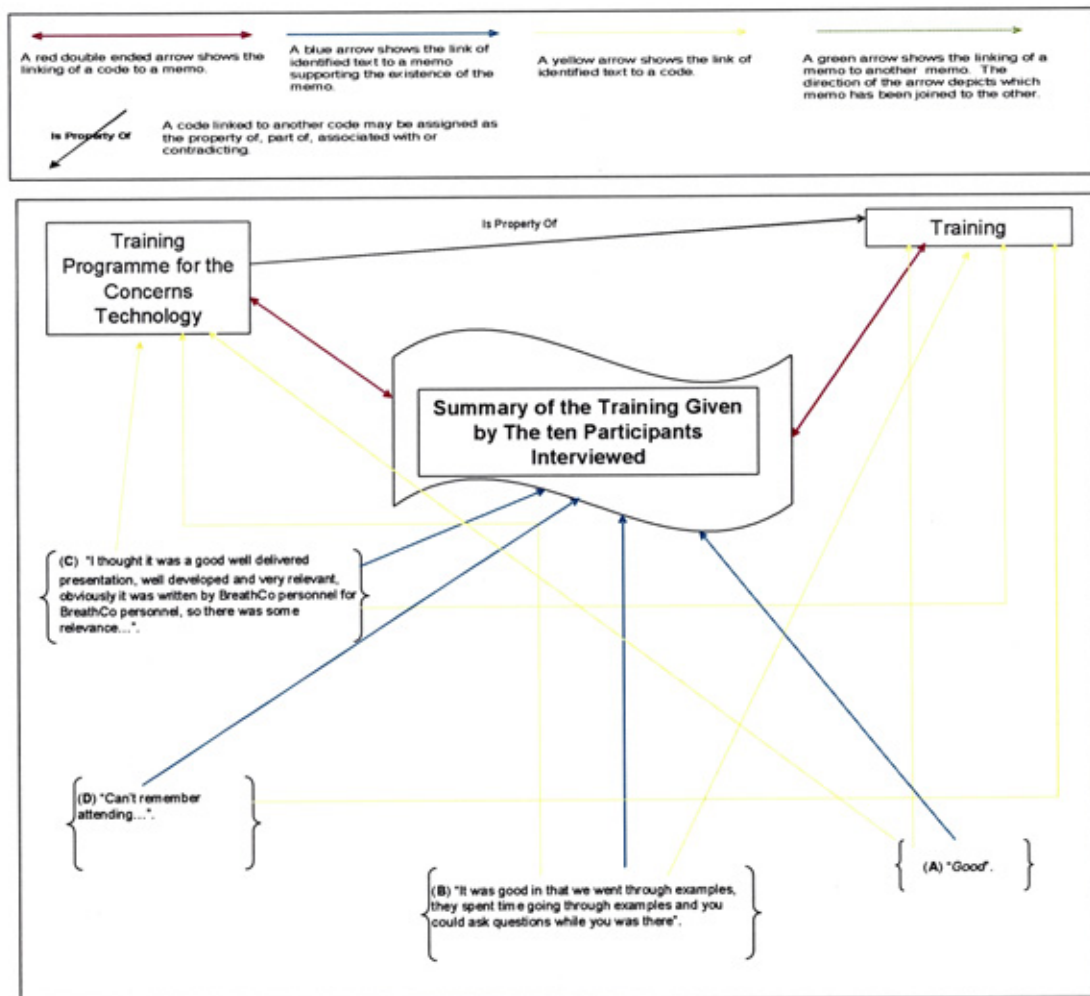 A red double ended arrow shows the
linking of a code to a memo.
A blue arrow shows the link of
identified text to a memo
supporting the existence of the
memo.
A yellow arrow shows the link of
identified text to a code.
A green arrow shows the linking of a
memo to another memo. The
direction of the arrow depicts which
memo has been joined to the other.
Is Property Of
A code linked to another code may be assigned as
the property of, part of, associated with or
contradicting.
Training
Programme for the
Concerns
Technology
Is Property Of
Training
Summary of the Training Given
by The ten Participants
Interviewed
(C) "I thought it was a good well delivered
presentation, well developed and very relevant,
obviously it was written by BreathCo personnel for
BreathCo personnel, so there was some
relevance...".
(D) "Can't remember
attending...".
(B) "It was good in that we went through examples,
they spent time going through examples and you
could ask questions while you was there".
(A) "Good".